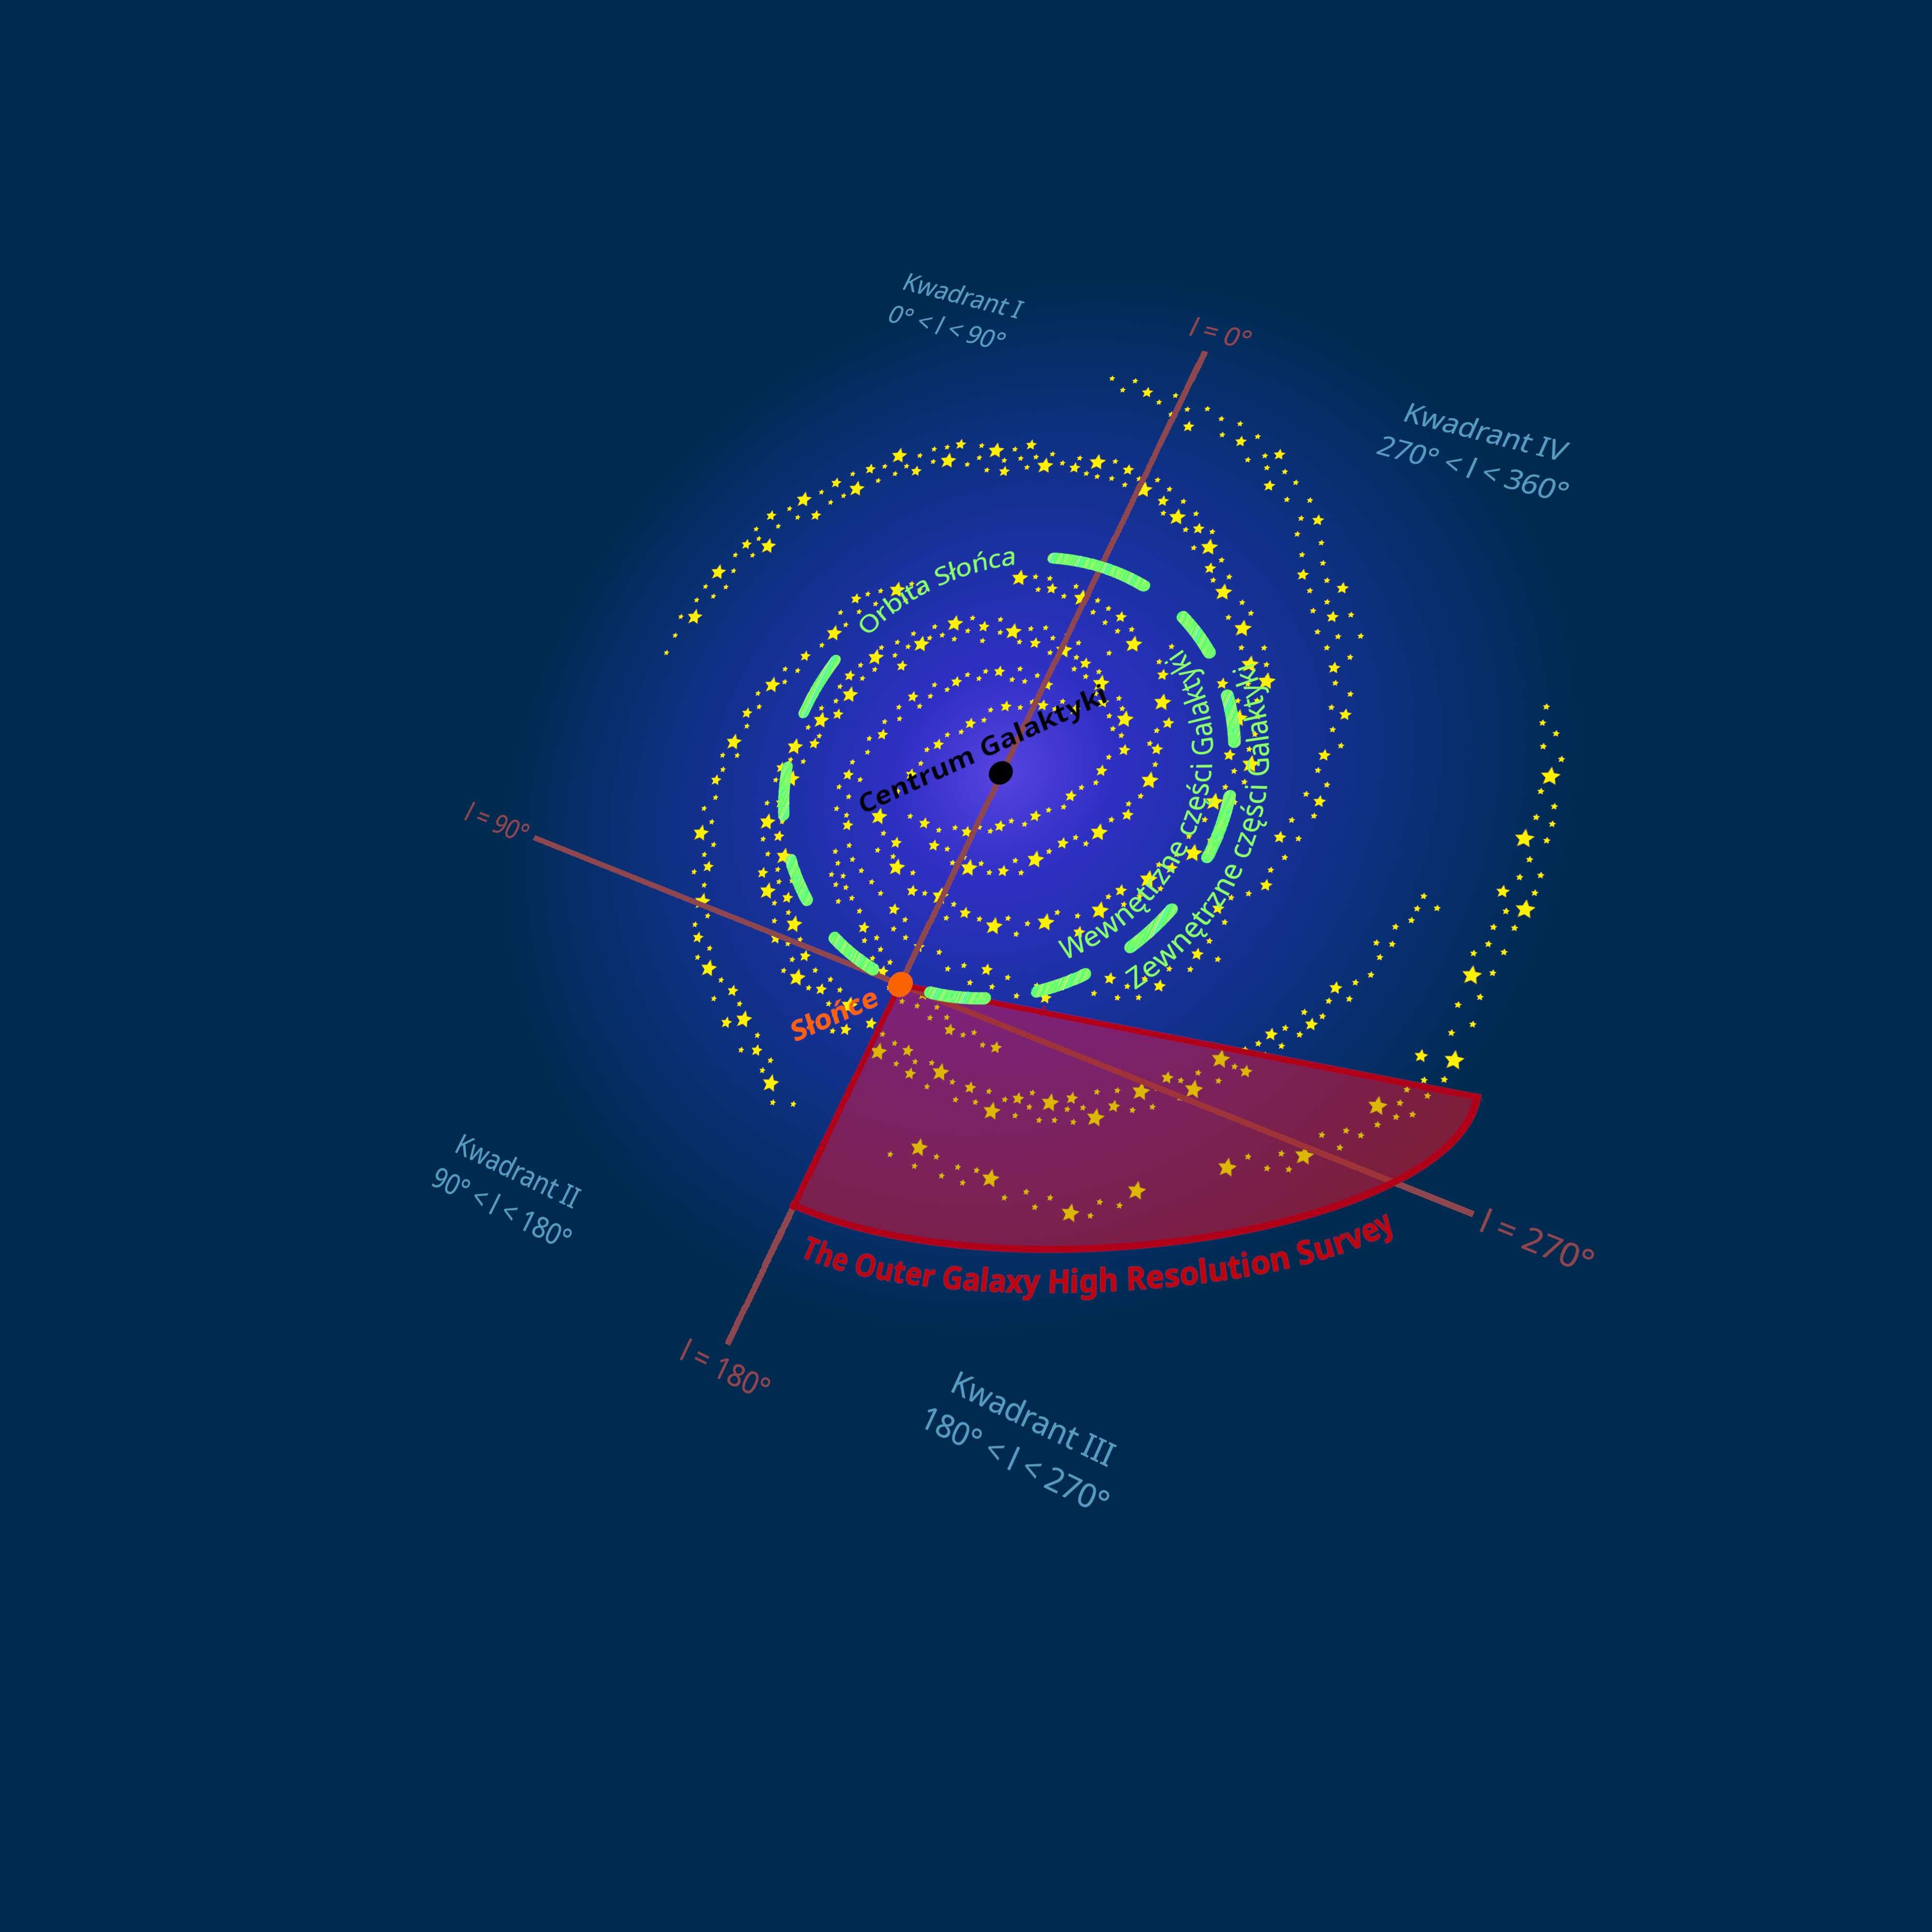 Kwadrant I
0° < l < 90°
l = 0°
Kwadrant IV
270° < l < 360°
Orbita Słońca
Wewnętrzne części Galaktyki
Zewnętrzne części Galaktyki
Centrum Galaktyki
l = 90°
Słońce
Kwadrant II
90° < l < 180°
The Outer Galaxy High Resolution Survey
l = 270°
l = 180°
Kwadrant III
180° < l < 270°